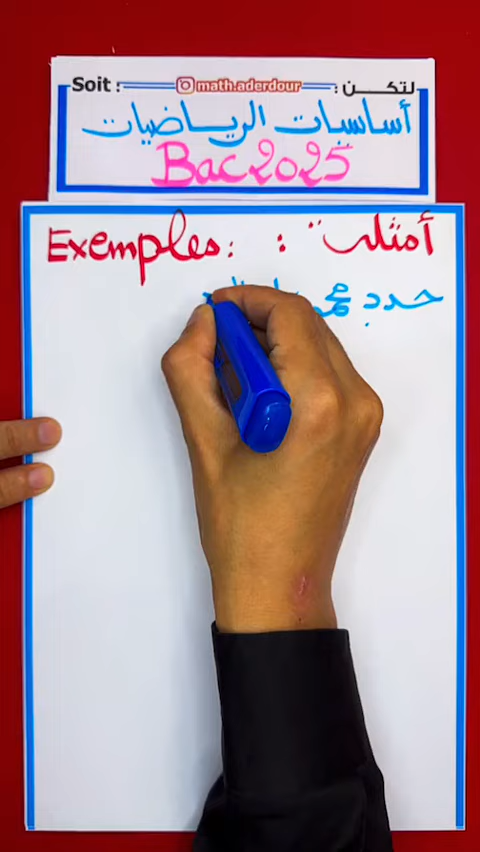 Soit : math.aderdour لتكن :
أساسيات الرياضيات
Bac2025
Exemples : أمثلة :
حدد